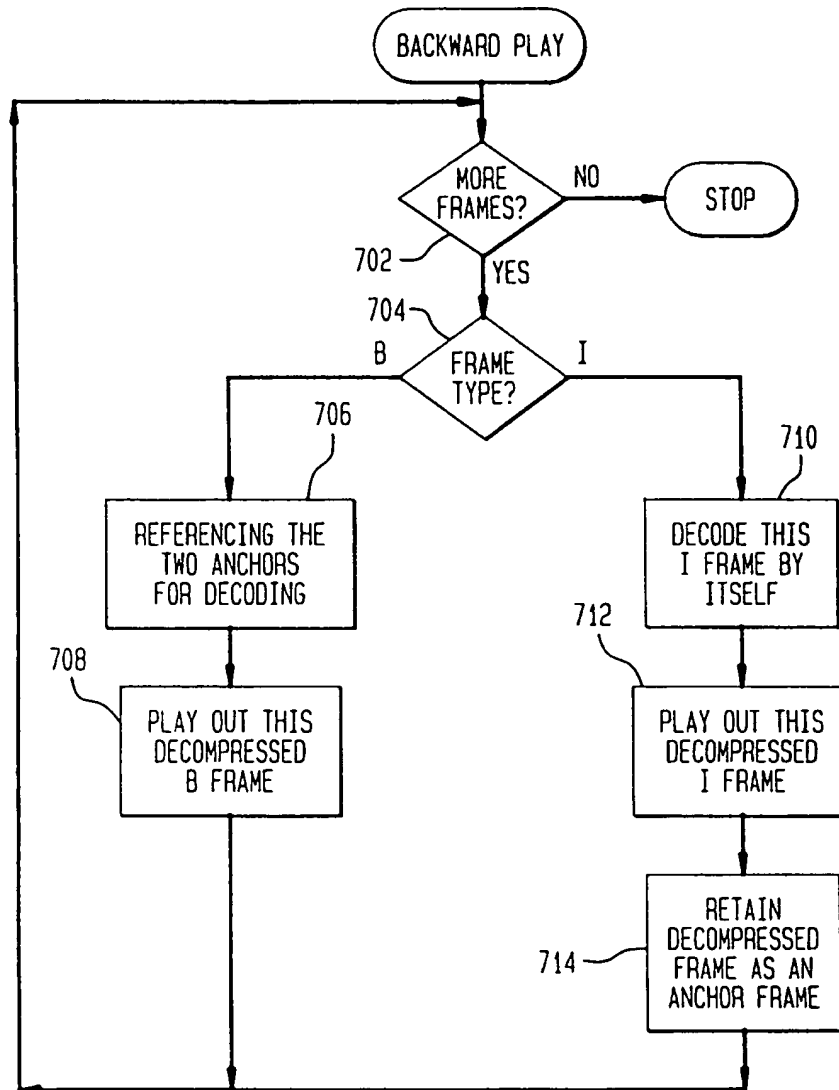 BACKWARD PLAY
MORE
FRAMES?
NO
STOP
702
YES
704
B
FRAME
TYPE?
I
706
REFERENCING THE
TWO ANCHORS
FOR DECODING
708
PLAY OUT THIS
DECOMPRESSED
B FRAME
710
DECODE THIS
I FRAME BY
ITSELF
712
PLAY OUT THIS
DECOMPRESSED
I FRAME
714
RETAIN
DECOMPRESSED
FRAME AS AN
ANCHOR FRAME